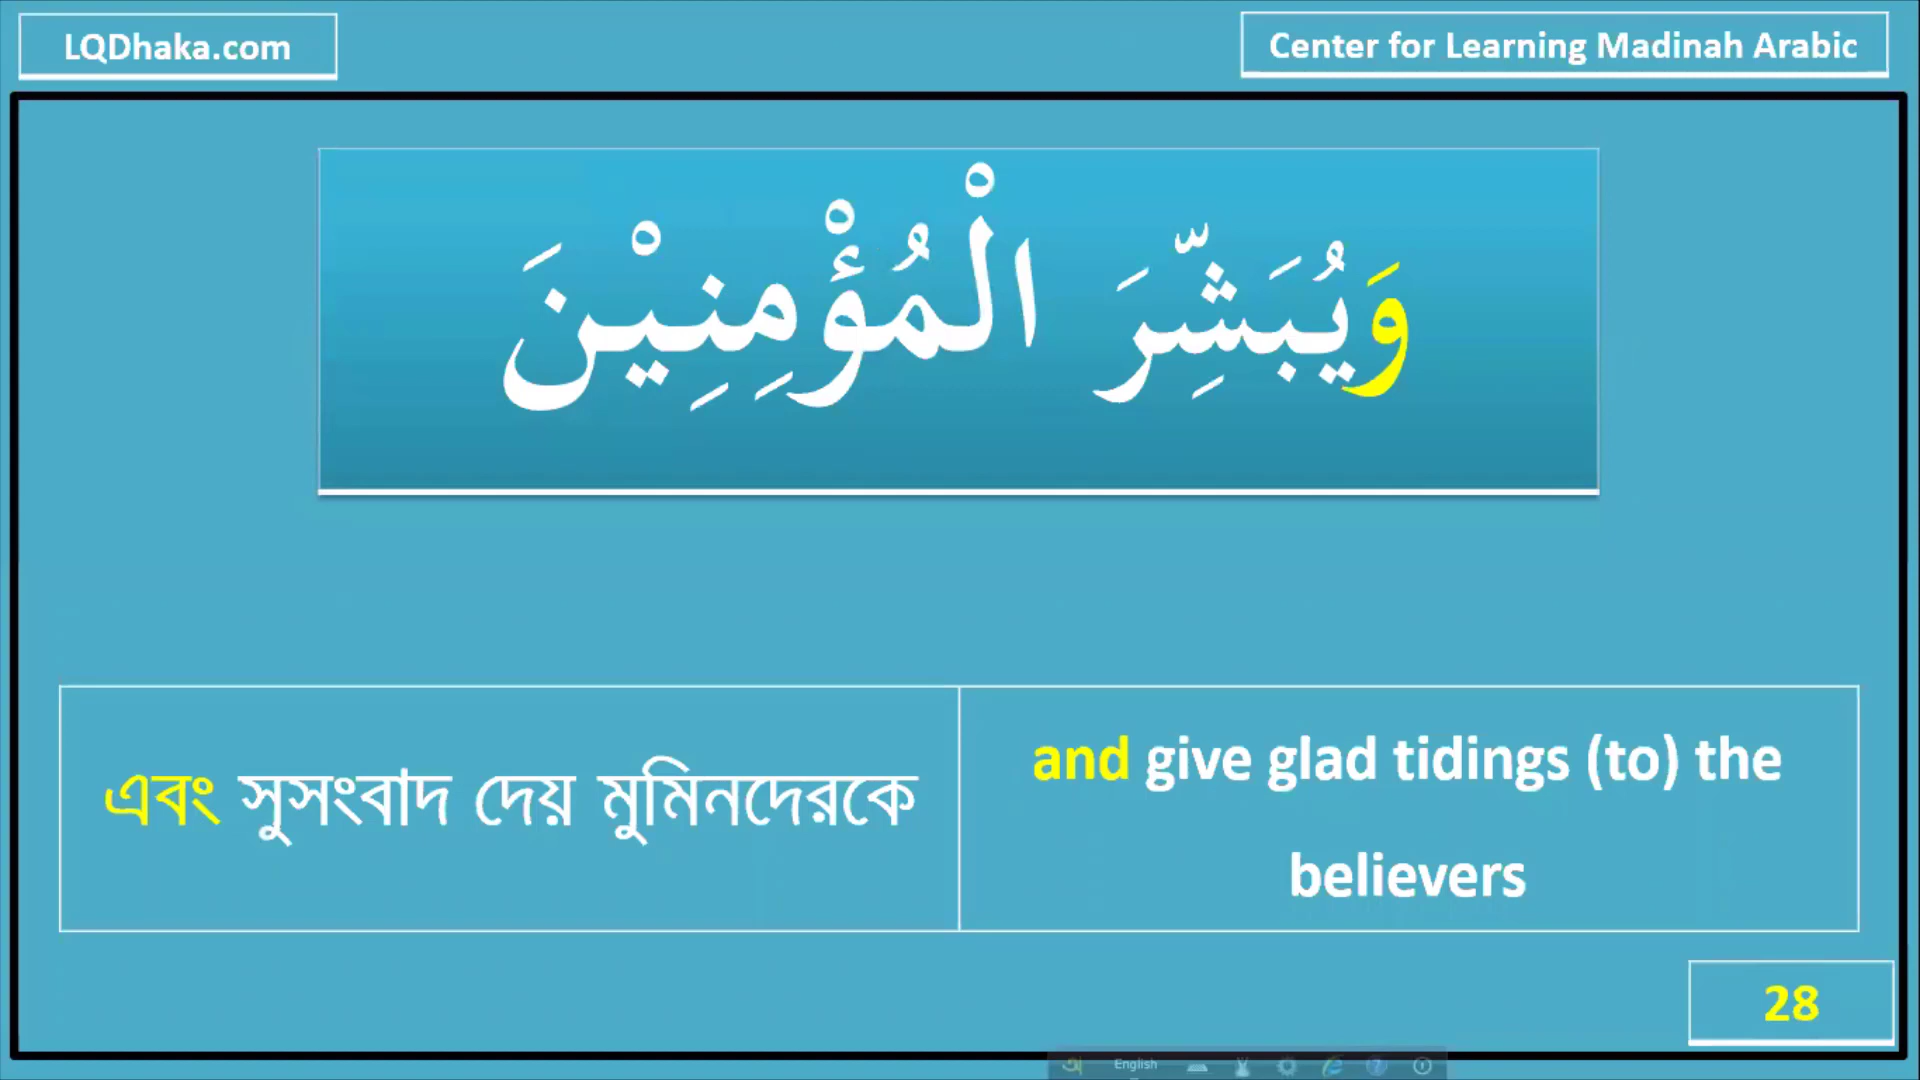 LQDhaka.com
Center for Learning Madinah Arabic
وَيُبَشِّرَ الْمُؤْمِنِيْنَ
এবং সুসংবাদ দেয় মুমিনদেরকে
and give glad tidings (to) the
believers
28
অ English